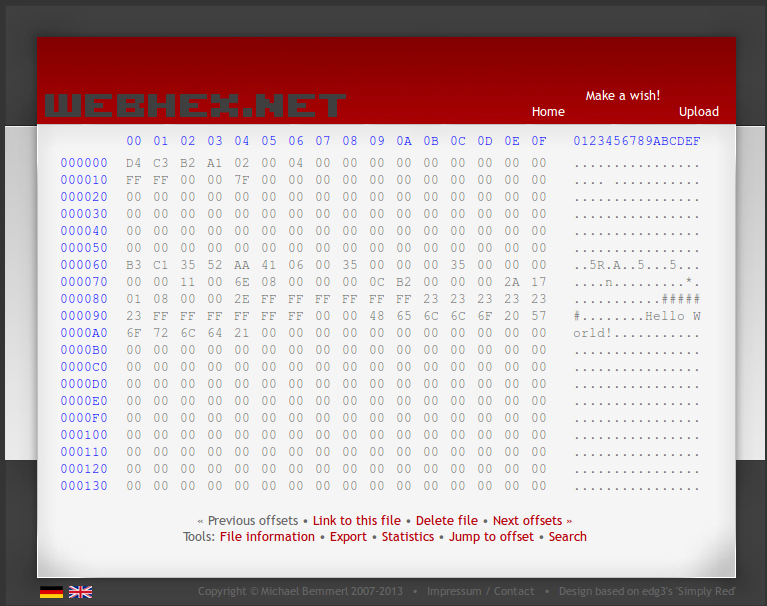 WEBHEX.NET
Make a wish!
Home Upload
00 01 02 03 04 05 06 07 08 09 0A 0B 0C 0D 0E 0F 0123456789ABCDEF
000000 D4 C3 B2 A1 02 00 04 00 00 00 00 00 00 00 00 00 ................
000010 FF FF 00 00 7F 00 00 00 00 00 00 00 00 00 00 00 .... ...........
000020 00 00 00 00 00 00 00 00 00 00 00 00 00 00 00 00 ................
000030 00 00 00 00 00 00 00 00 00 00 00 00 00 00 00 00 ................
000040 00 00 00 00 00 00 00 00 00 00 00 00 00 00 00 00 ................
000050 00 00 00 00 00 00 00 00 00 00 00 00 00 00 00 00 ................
000060 B3 C1 35 52 AA 41 06 00 35 00 00 00 35 00 00 00 ..5R.A..5...5...
000070 00 00 11 00 6E 08 00 00 00 0C B2 00 00 00 2A 17 ....n.........*.
000080 01 08 00 00 2E FF FF FF FF FF FF 23 23 23 23 23 ...........#####
000090 23 FF FF FF FF FF FF 00 00 48 65 6C 6C 6F 20 57 #........Hello W
0000A0 6F 72 6C 64 21 00 00 00 00 00 00 00 00 00 00 00 orld!...........
0000B0 00 00 00 00 00 00 00 00 00 00 00 00 00 00 00 00 ................
0000C0 00 00 00 00 00 00 00 00 00 00 00 00 00 00 00 00 ................
0000D0 00 00 00 00 00 00 00 00 00 00 00 00 00 00 00 00 ................
0000E0 00 00 00 00 00 00 00 00 00 00 00 00 00 00 00 00 ................
0000F0 00 00 00 00 00 00 00 00 00 00 00 00 00 00 00 00 ................
000100 00 00 00 00 00 00 00 00 00 00 00 00 00 00 00 00 ................
000110 00 00 00 00 00 00 00 00 00 00 00 00 00 00 00 00 ................
000120 00 00 00 00 00 00 00 00 00 00 00 00 00 00 00 00 ................
000130 00 00 00 00 00 00 00 00 00 00 00 00 00 00 00 00 ................
« Previous offsets • Link to this file • Delete file • Next offsets »
Tools: File information • Export • Statistics • Jump to offset • Search
Copyright © Michael Bemmerl 2007-2013 • Impressum / Contact • Design based on edg3's 'Simply Red'